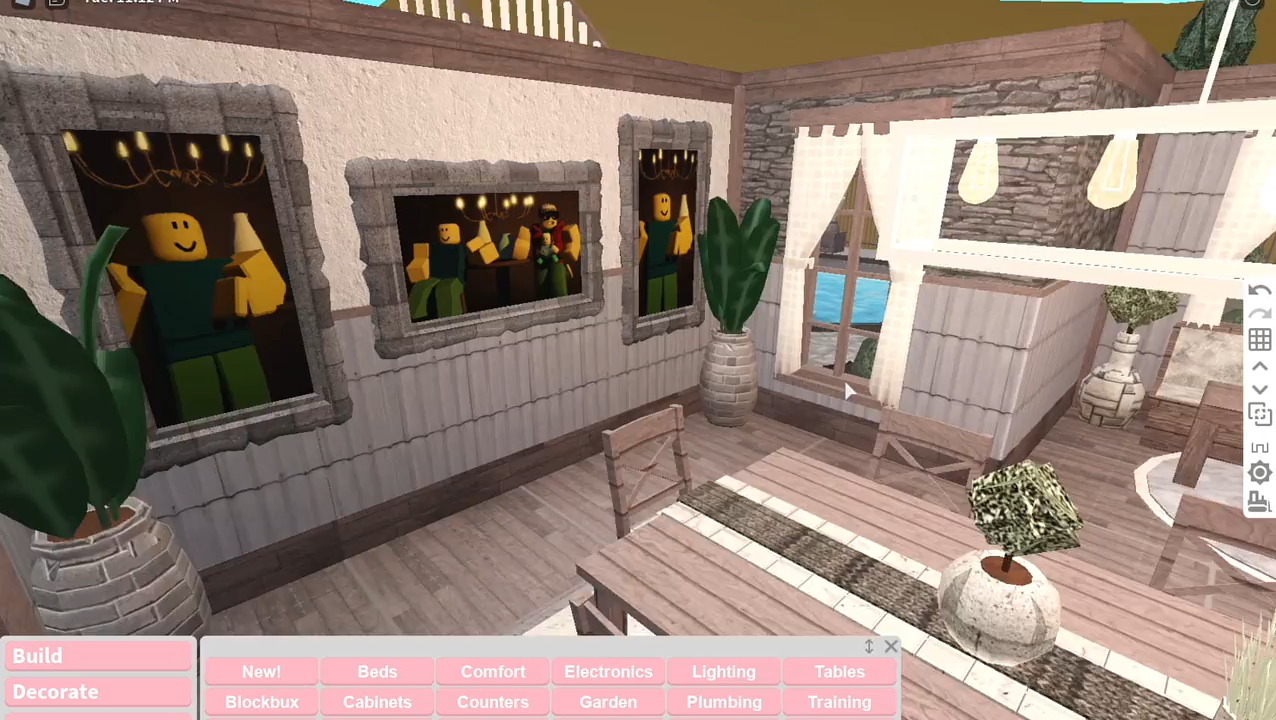 Build
Decorate
New!
Beds
Comfort
Electronics
Lighting
Tables
Blockbux
Cabinets
Counters
Garden
Plumbing
Training